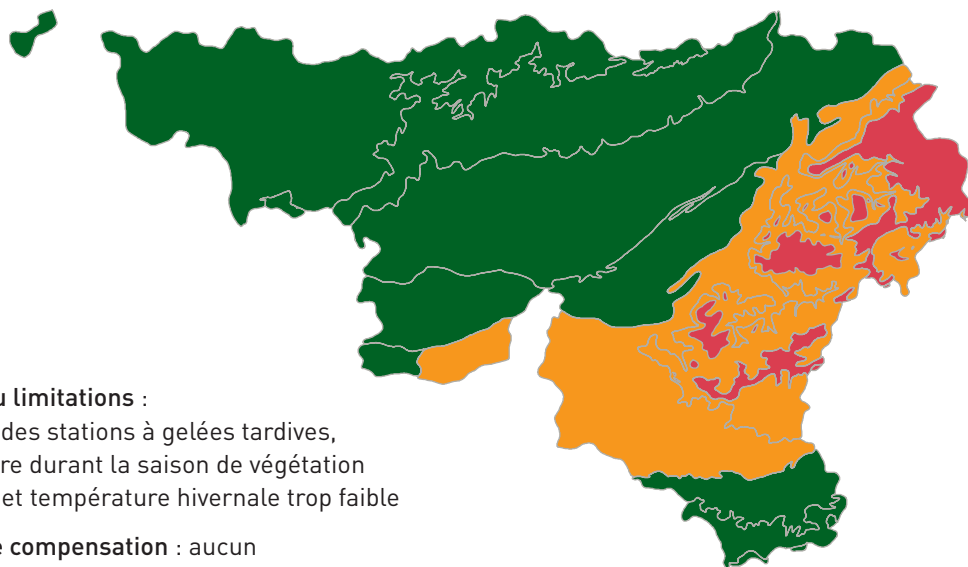 u limitations :
des stations à gelées tardives,
re durant la saison de végétation
et température hivernale trop faible
e compensation : aucun